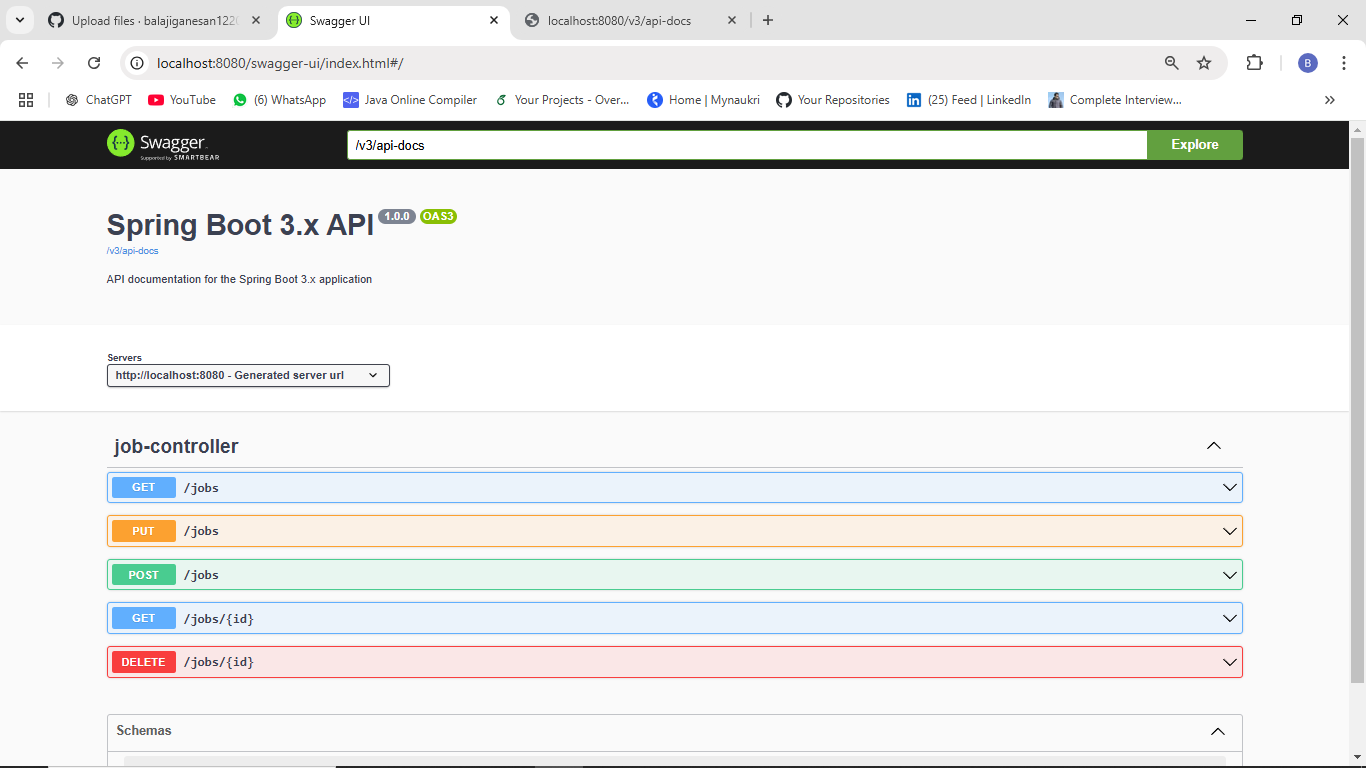 Upload files · balajiganesan122
Swagger UI
localhost:8080/v3/api-docs
localhost:8080/swagger-ui/index.html#/
B
ChatGPT
YouTube
(6) WhatsApp
Java Online Compiler
Your Projects - Over...
Home | Mynaukri
Your Repositories
(25) Feed | LinkedIn
Complete Interview...
Swagger
Supported by SMARTBEAR
/v3/api-docs
Explore
Spring Boot 3.x API 1.0.0 OAS3
/v3/api-docs
API documentation for the Spring Boot 3.x application
Servers
http://localhost:8080 - Generated server url
job-controller
GET /jobs
PUT /jobs
POST /jobs
GET /jobs/{id}
DELETE /jobs/{id}
Schemas